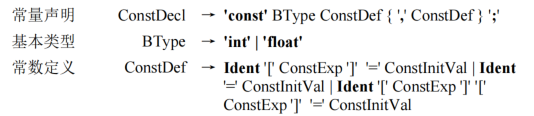 常量声明 ConstDecl → 'const' BType ConstDef { ',' ConstDef } ';'
基本类型 BType → 'int' | 'float'
常数定义 ConstDef → Ident '[' ConstExp ']' '=' ConstInitVal | Ident
'=' ConstInitVal | Ident '[' ConstExp ']' '['
ConstExp ']' '=' ConstInitVal